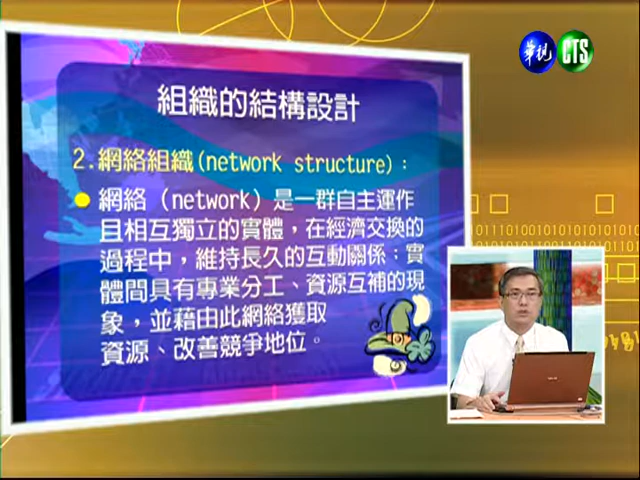 華視 CTS
組織的結構設計
2.網絡組織(network structure)：
網絡 (network) 是一群自主運作
且相互獨立的實體，在經濟交換的
過程中，維持長久的互動關係：實
體間具有專業分工、資源互補的現
象，並藉由此網絡獲取
資源、改善競爭地位。